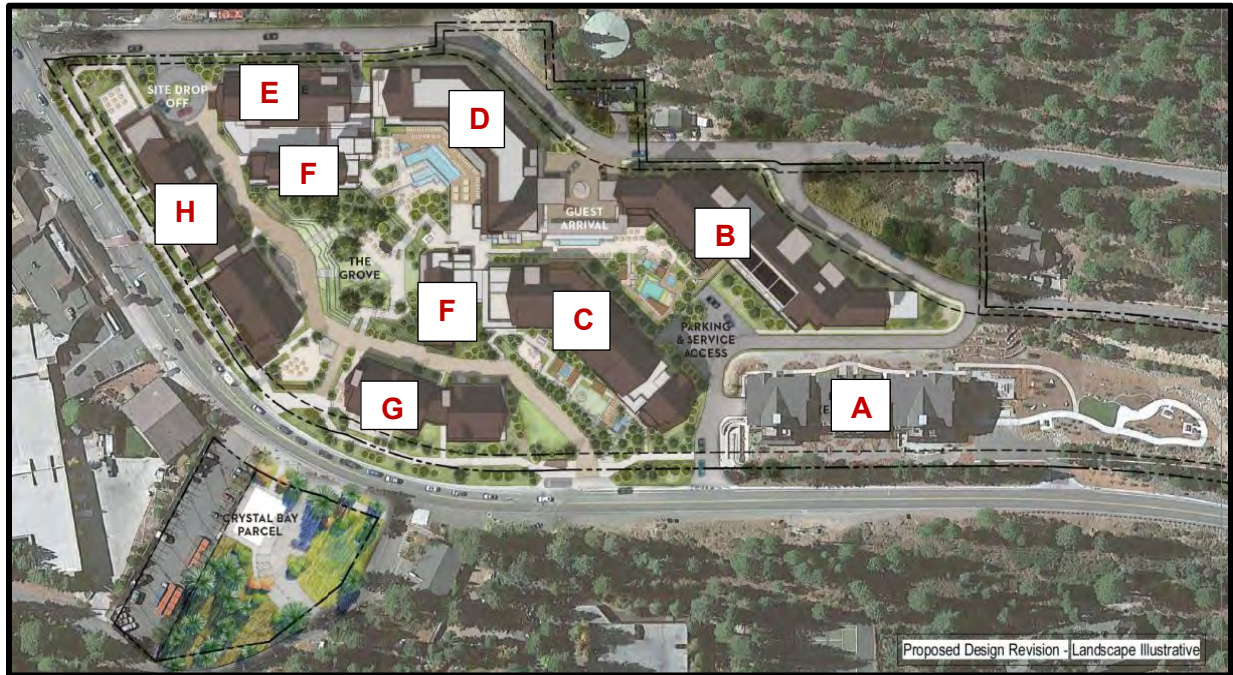 SITE DROP
OFF
E
D
F
H
GUEST
ARRIVAL
B
THE
GROVE
F
C
PARKING
& SERVICE
ACCESS
G
A
CRYSTAL BAY
PARCEL
Proposed Design Revision - Landscape Illustrative